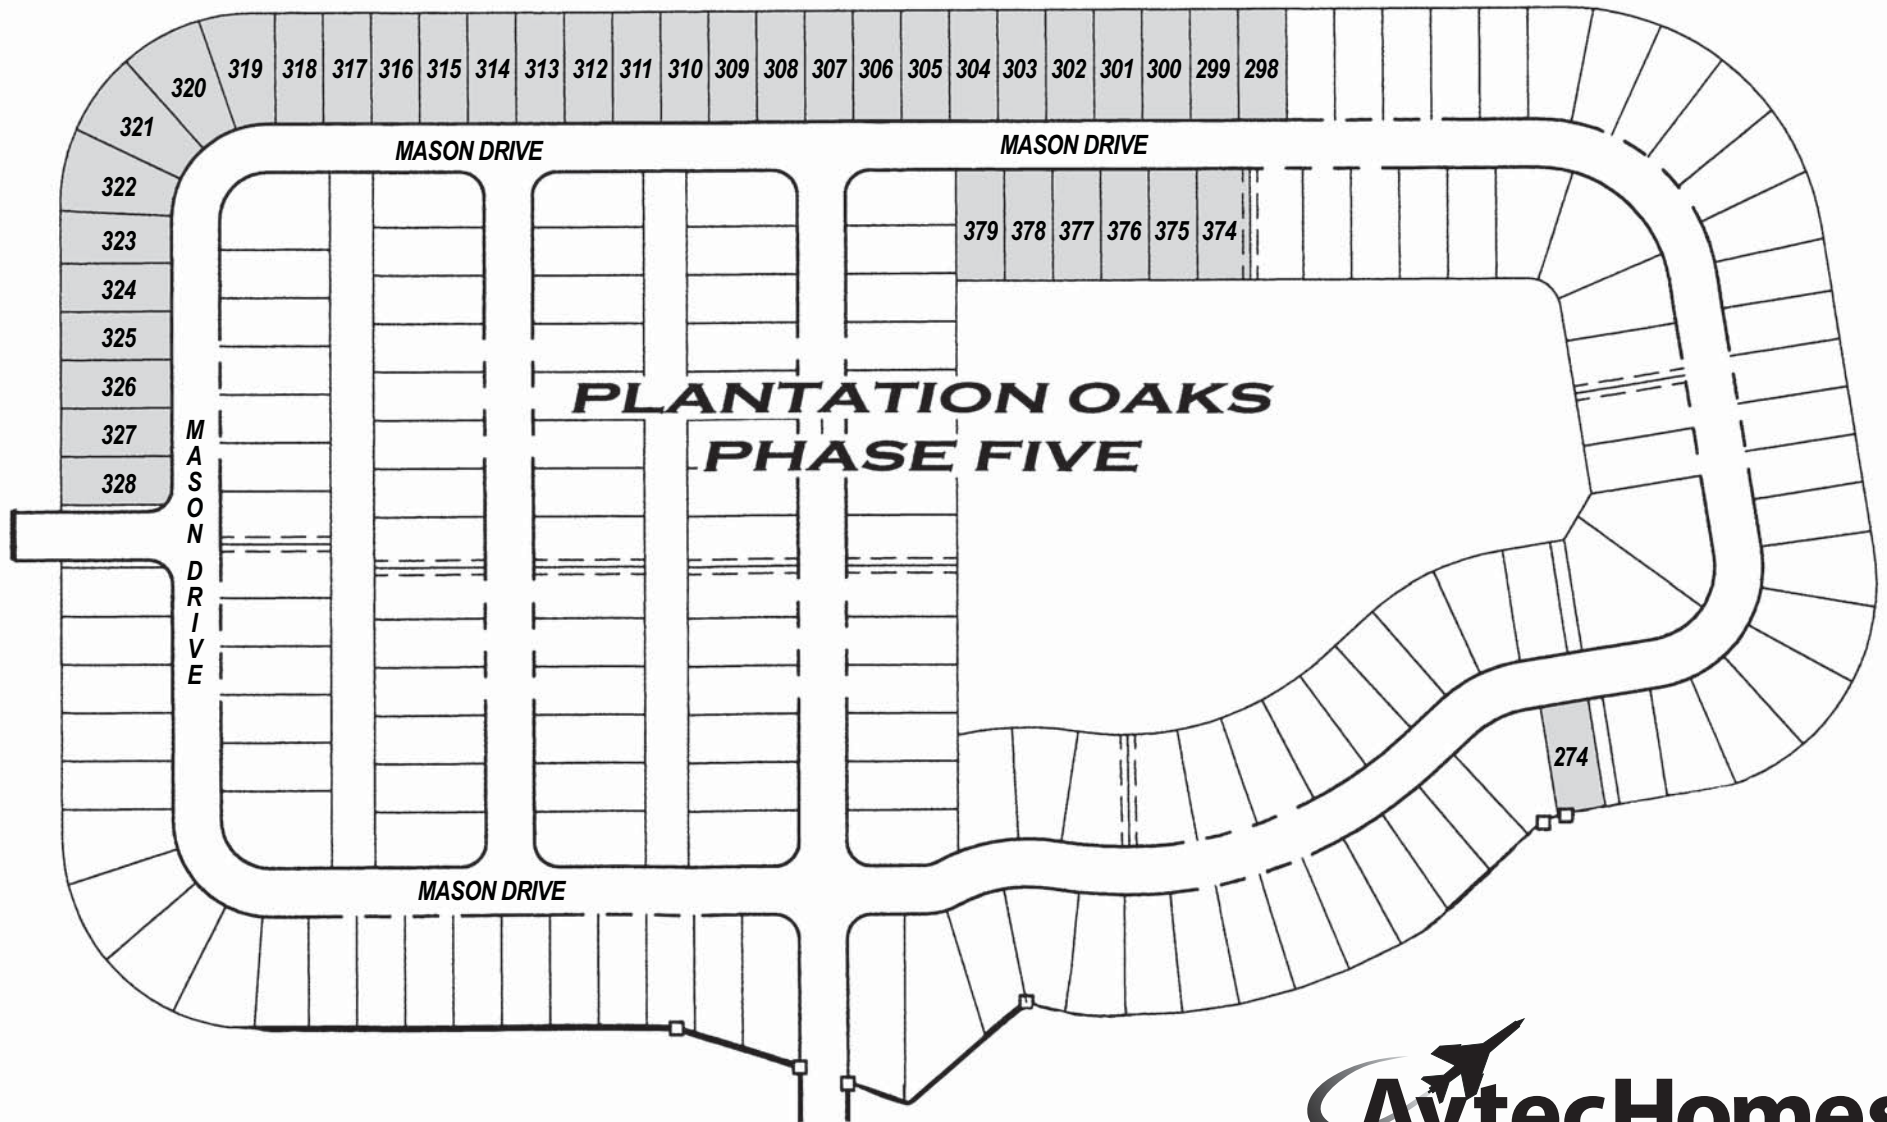 319 318 317 316 315 314 313 312 311 310 309 308 307 306 305 304 303 302 301 300 299 298
320
321
322
323
324
325
326
327
328
MASON DRIVE
MASON DRIVE
379 378 377 376 375 374
PLANTATION OAKS
PHASE FIVE
MASON DRIVE
274
MASON DRIVE
AvtecHomes